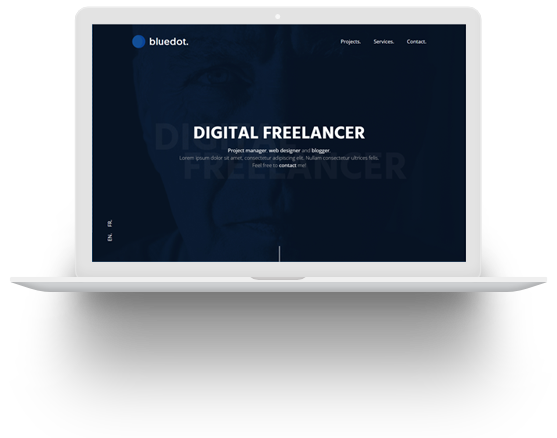 bluedot.
Projects. Services. Contact.
DIGITAL FREELANCER
DIGITAL
FREELANCER
Project manager, web designer and blogger.
Lorem ipsum dolor sit amet, consectetur adipiscing elit. Nullam consectetur ultrices felis.
Feel free to contact me!
EN. FR.